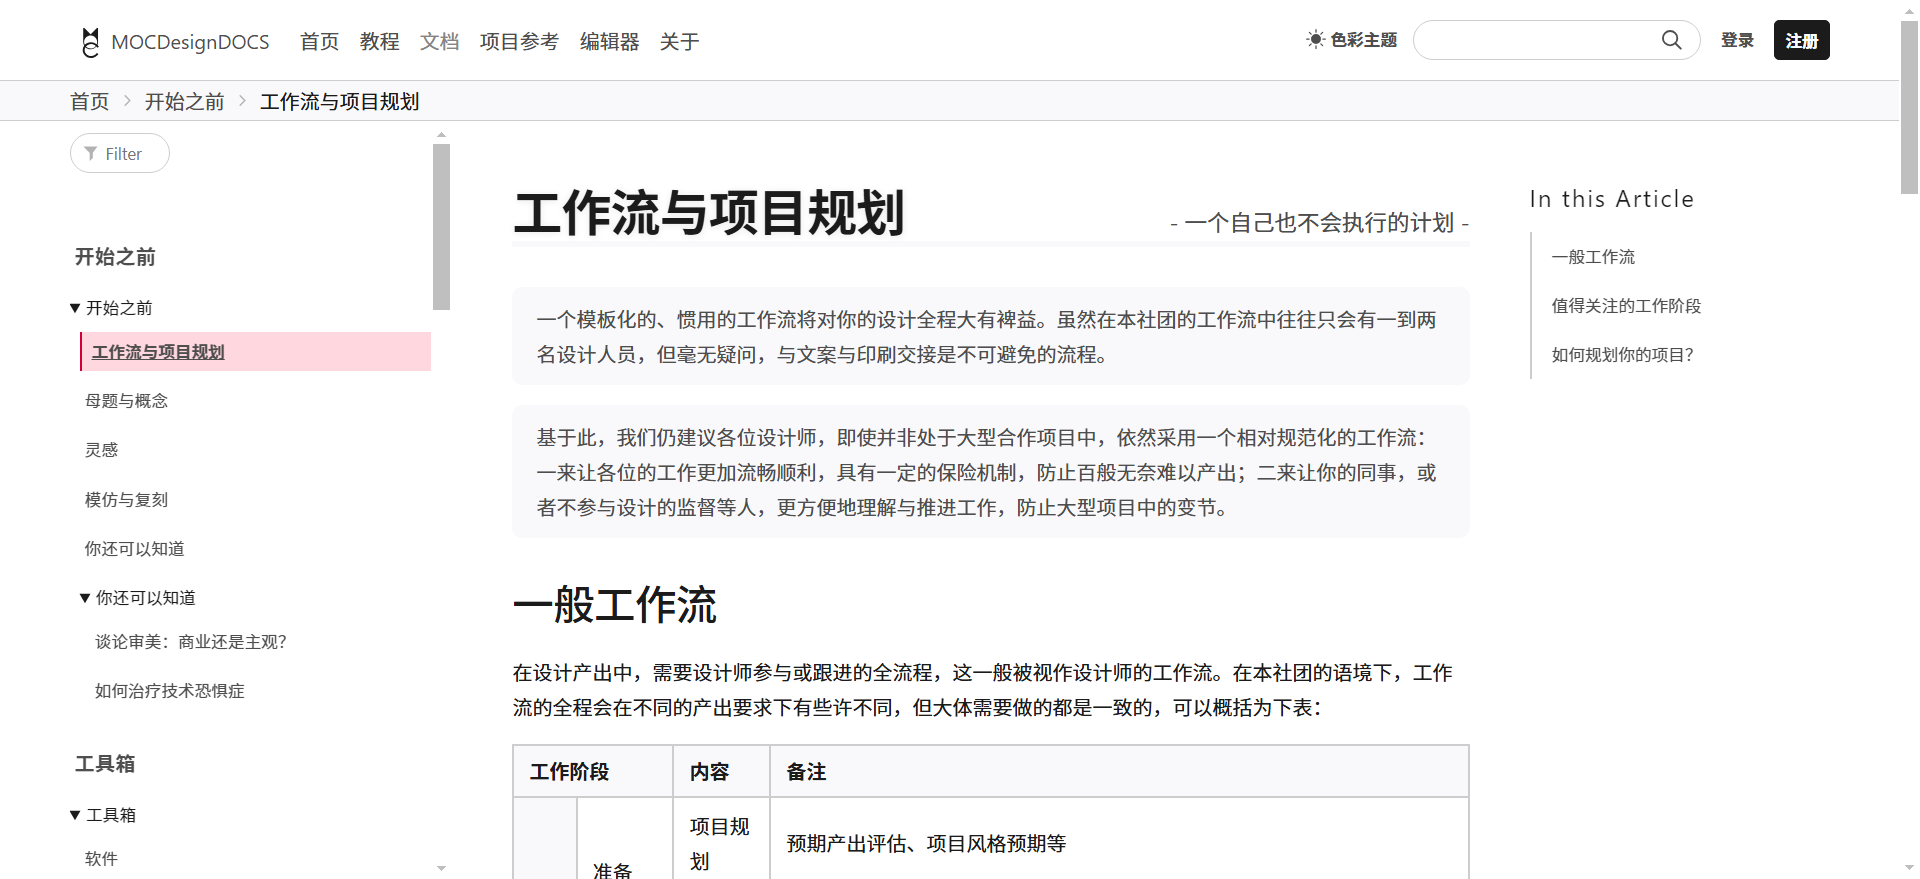 MOCDesignDOCS 首页 教程 文档 项目参考 编辑器 关于 色彩主题 登录 注册
首页 > 开始之前 > 工作流与项目规划
Filter
开始之前
▼ 开始之前
工作流与项目规划
母题与概念
灵感
模仿与复刻
你还可以知道
▼ 你还可以知道
谈论审美：商业还是主观？
如何治疗技术恐惧症
工具箱
▼ 工具箱
软件
工作流与项目规划
- 一个自己也不会执行的计划 -
一个模板化的、惯用的工作流将对你的设计全程大有裨益。虽然在本社团的工作流中往往只会有一到两
名设计人员，但毫无疑问，与文案与印刷交接是不可避免的流程。
基于此，我们仍建议各位设计师，即使并非处于大型合作项目中，依然采用一个相对规范化的工作流：
一来让各位的工作更加流畅顺利，具有一定的保险机制，防止百般无奈难以产出；二来让你的同事，或
者不参与设计的监督等人，更方便地理解与推进工作，防止大型项目中的变节。
一般工作流
在设计产出中，需要设计师参与或跟进的全流程，这一般被视作设计师的工作流。在本社团的语境下，工作
流的全程会在不同的产出要求下有些许不同，但大体需要做的都是一致的，可以概括为下表：
工作阶段 内容 备注
准备
项目规
划
预期产出评估、项目风格预期等
In this Article
一般工作流
值得关注的工作阶段
如何规划你的项目？